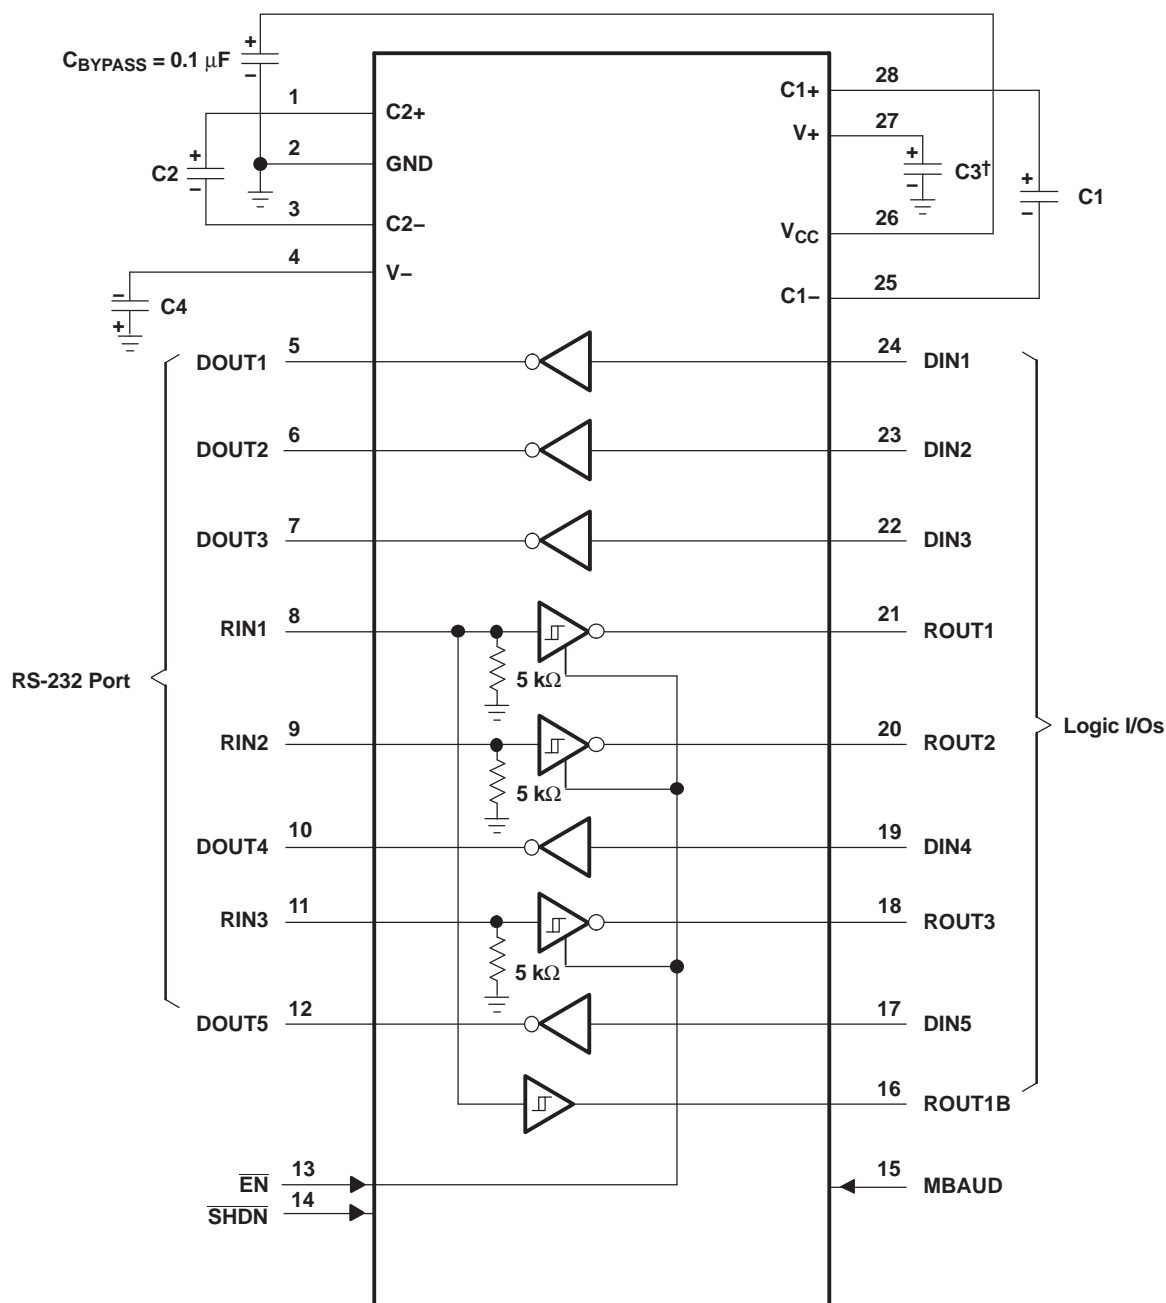 CBYPASS = 0.1 μF
+
−
1
C2+
2
GND
C2
+
−
3
C2−
4
V−
−
C4
+
28
C1+
27
V+
+
−
C3†
+
−
C1
26
VCC
25
C1−
DOUT1
5
24
DIN1
DOUT2
6
23
DIN2
DOUT3
7
22
DIN3
RIN1
8
21
ROUT1
5 kΩ
RS-232 Port
RIN2
9
20
ROUT2
Logic I/Os
5 kΩ
DOUT4
10
19
DIN4
RIN3
11
18
ROUT3
5 kΩ
DOUT5
12
17
DIN5
16
ROUT1B
EN
13
15
MBAUD
SHDN
14